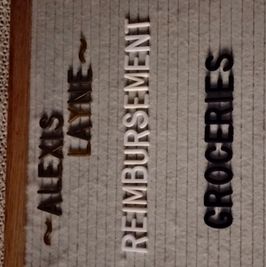 ~ALEXIS
LAYNE~
REIMBURSEMENT
GROCERIES